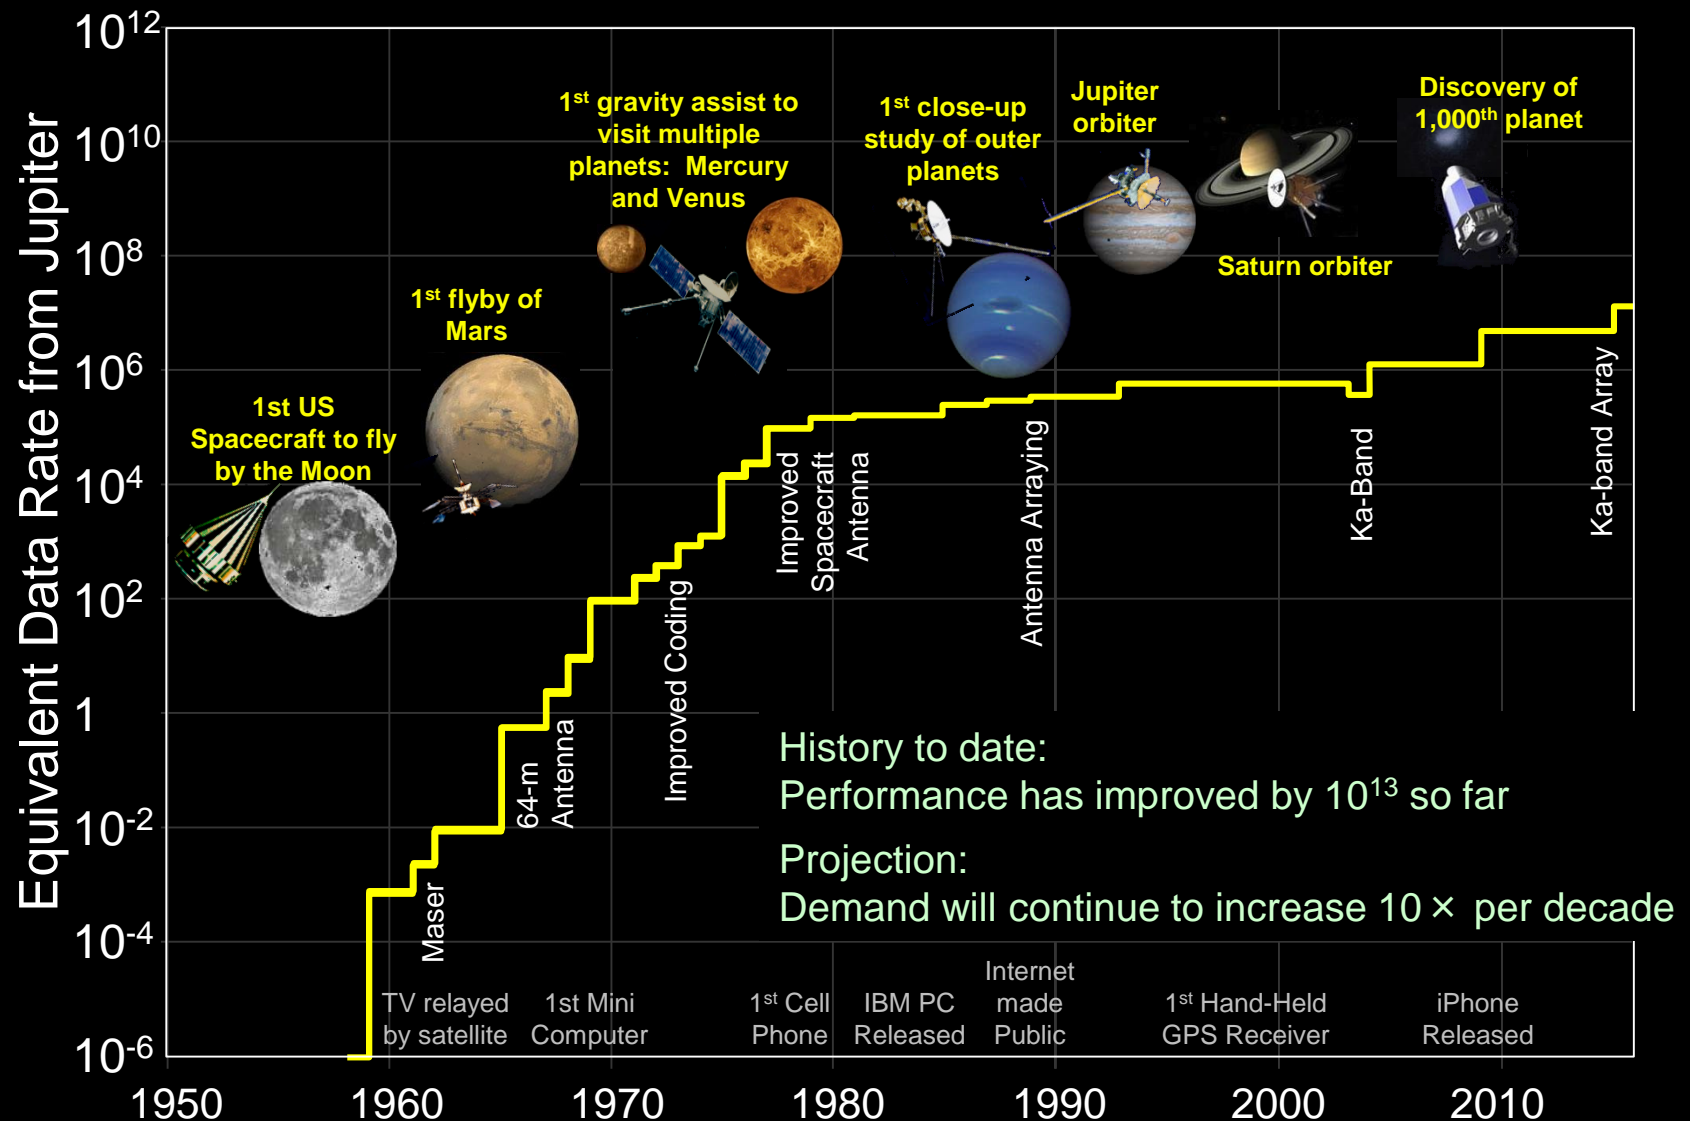 Equivalent Data Rate from Jupiter
10¹²
10¹⁰
10⁸
10⁶
10⁴
10²
1
10⁻²
10⁻⁴
10⁻⁶
1st US
Spacecraft to fly
by the Moon
1ˢᵗ flyby of
Mars
1ˢᵗ gravity assist to
visit multiple
planets: Mercury
and Venus
1ˢᵗ close-up
study of outer
planets
Jupiter
orbiter
Saturn orbiter
Discovery of
1,000ᵗʰ planet
Maser
64-m
Antenna
Improved Coding
Improved
Spacecraft
Antenna
Antenna Arraying
Ka-Band
Ka-band Array
History to date:
Performance has improved by 10¹³ so far
Projection:
Demand will continue to increase 10 × per decade
TV relayed
by satellite
1st Mini
Computer
1ˢᵗ Cell
Phone
IBM PC
Released
Internet
made
Public
1ˢᵗ Hand-Held
GPS Receiver
iPhone
Released
1950
1960
1970
1980
1990
2000
2010